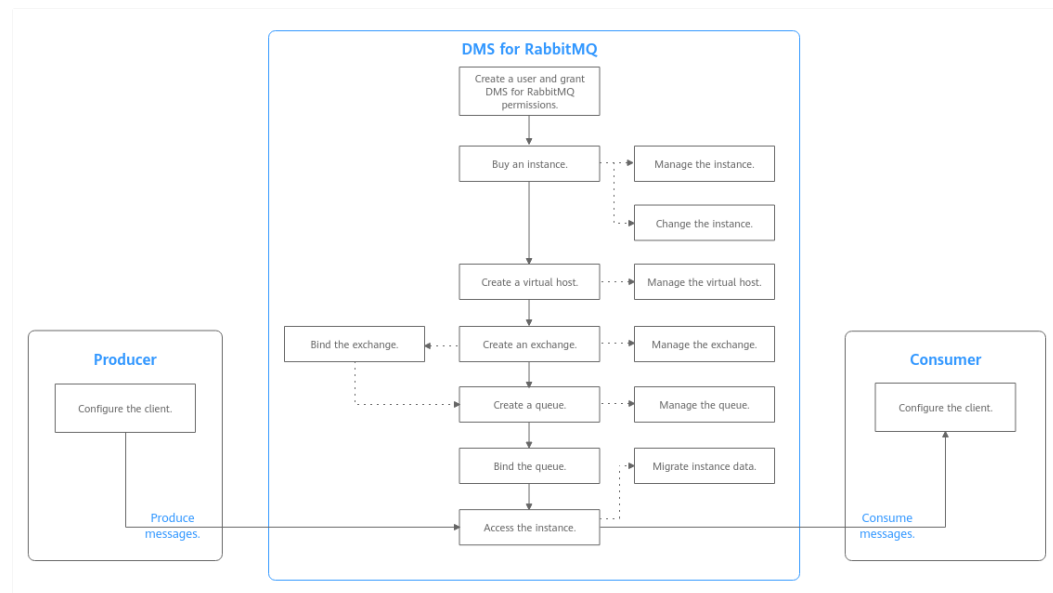 DMS for RabbitMQ
Create a user and grant
DMS for RabbitMQ
permissions.
Buy an instance.
Manage the instance.
Change the instance.
Create a virtual host.
Manage the virtual host.
Bind the exchange.
Create an exchange.
Manage the exchange.
Producer
Consumer
Configure the client.
Create a queue.
Manage the queue.
Configure the client.
Bind the queue.
Migrate instance data.
Produce
messages.
Access the instance.
Consume
messages.